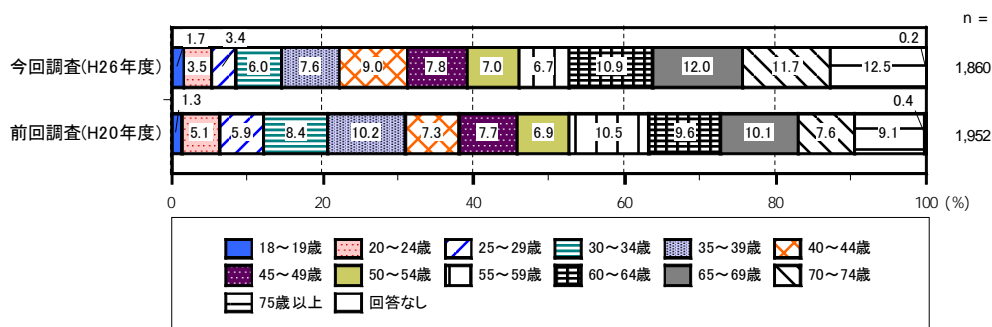 n =
1.7 3.4 0.2
今回調査(H26年度) 3.5 6.0 7.6 9.0 7.8 7.0 6.7 10.9 12.0 11.7 12.5 1,860
1.3 0.4
前回調査(H20年度) 5.1 5.9 8.4 10.2 7.3 7.7 6.9 10.5 9.6 10.1 7.6 9.1 1,952
0 20 40 60 80 100 (%)
18～19歳 20～24歳 25～29歳 30～34歳 35～39歳 40～44歳
45～49歳 50～54歳 55～59歳 60～64歳 65～69歳 70～74歳
75歳以上 回答なし